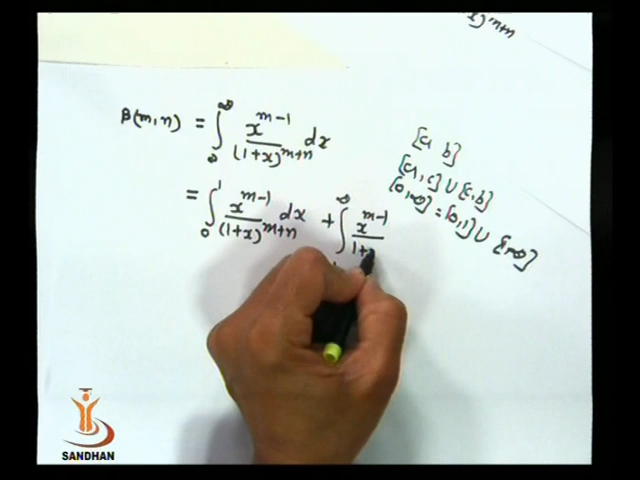 β(m,n) = ∫₀^∞ x^(m-1)/(1+x)^(m+n) dx
= ∫₀^1 x^(m-1)/(1+x)^(m+n) dx + ∫₁^∞ x^(m-1)/1+
[a, b]
[a, c] ∪ [c, b]
[0, ∞] = [0, 1] ∪ [1, ∞]
SANDHAN